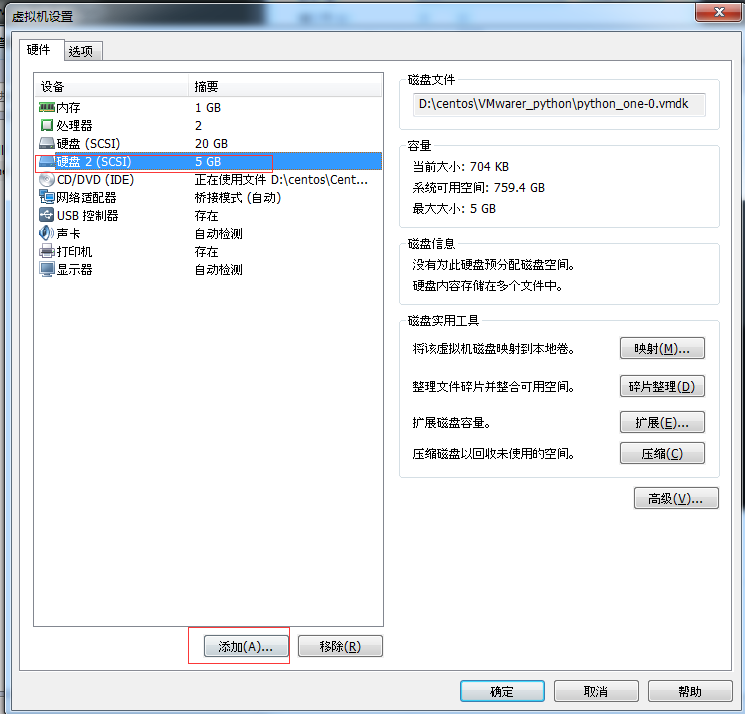 虚拟机设置
硬件 选项
设备 摘要
内存 1 GB
处理器 2
硬盘 (SCSI) 20 GB
硬盘 2 (SCSI) 5 GB
CD/DVD (IDE) 正在使用文件 D:\centos\Cent...
网络适配器 桥接模式 (自动)
USB 控制器 存在
声卡 自动检测
打印机 存在
显示器 自动检测
添加(A)... 移除(R)
磁盘文件
D:\centos\VMwarer_python\python_one-0.vmdk
容量
当前大小: 704 KB
系统可用空间: 759.4 GB
最大大小: 5 GB
磁盘信息
没有为此硬盘预分配磁盘空间。
硬盘内容存储在多个文件中。
磁盘实用工具
将该虚拟机磁盘映射到本地卷。 映射(M)...
整理文件碎片并整合可用空间。 碎片整理(D)
扩展磁盘容量。 扩展(E)...
压缩磁盘以回收未使用的空间。 压缩(C)
高级(V)...
确定 取消 帮助